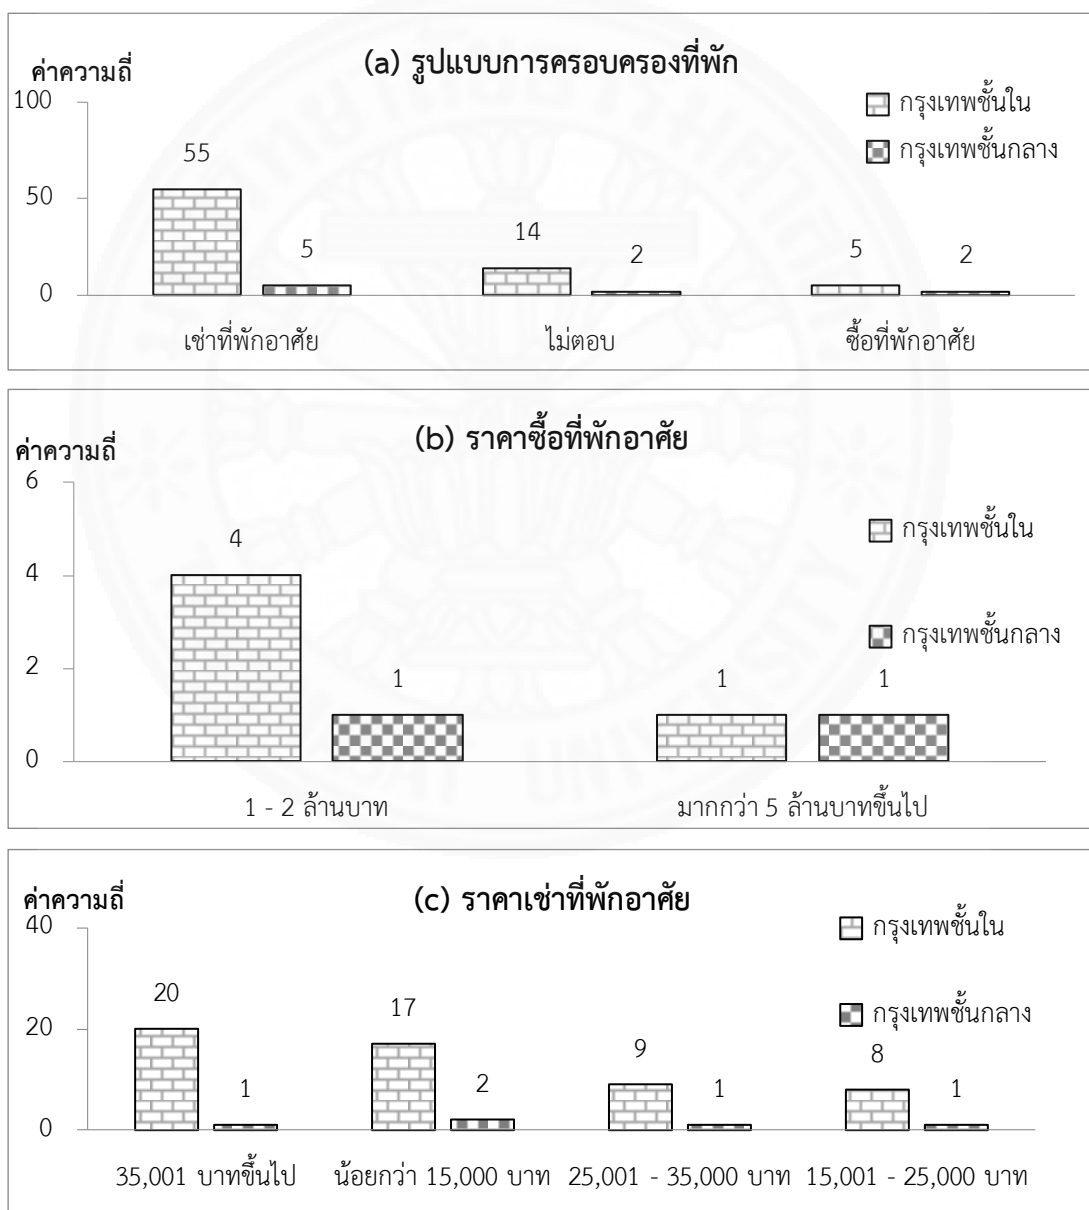 (a) รูปแบบการครอบครองที่พัก
ค่าความถี่
100
50
0
55
5
14
2
5
2
กรุงเทพชั้นใน
กรุงเทพชั้นกลาง
เช่าที่พักอาศัย
ไม่ตอบ
ซื้อที่พักอาศัย
(b) ราคาซื้อที่พักอาศัย
ค่าความถี่
6
4
2
0
4
1
1
1
กรุงเทพชั้นใน
กรุงเทพชั้นกลาง
1 - 2 ล้านบาท
มากกว่า 5 ล้านบาทขึ้นไป
(c) ราคาเช่าที่พักอาศัย
ค่าความถี่
40
20
0
20
1
17
2
9
1
8
1
กรุงเทพชั้นใน
กรุงเทพชั้นกลาง
35,001 บาทขึ้นไป
น้อยกว่า 15,000 บาท
25,001 - 35,000 บาท
15,001 - 25,000 บาท